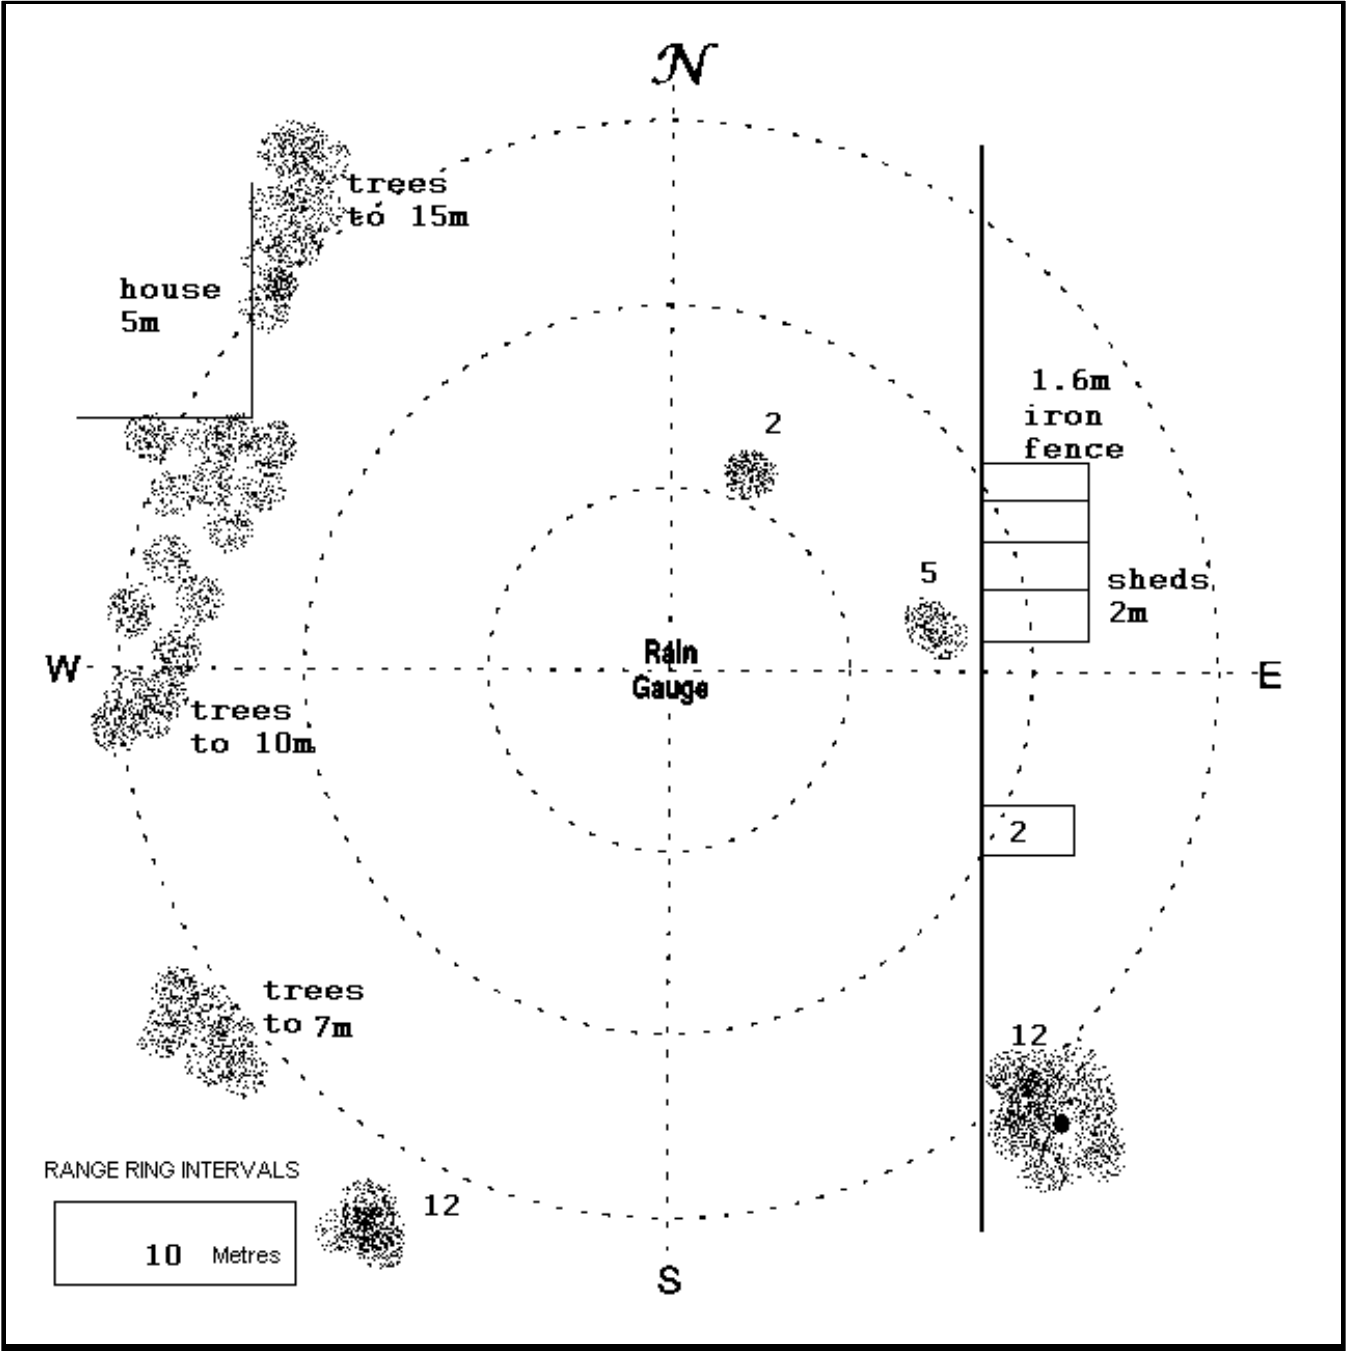 N
trees
to 15m
house
5m
1.6m
iron
fence
2
5
sheds
2m
Rain
Gauge
W
E
trees
to 10m
2
trees
to 7m
12
RANGE RING INTERVALS
10 Metres
12
S